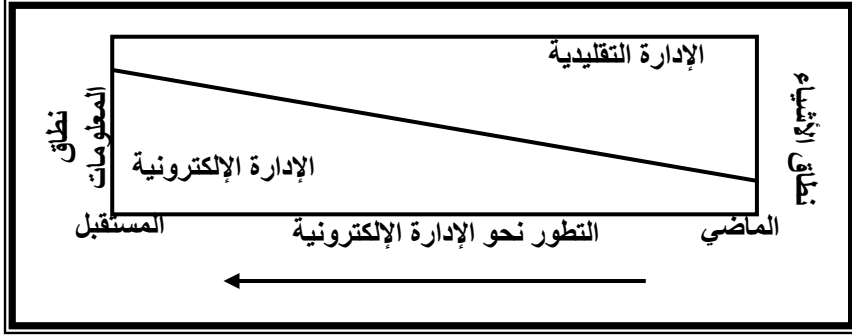 الإدارة التقليدية
نطاق الأشياء
نطاق
المعلومات
الإدارة الإلكترونية
الماضي
التطور نحو الإدارة الإلكترونية
المستقبل